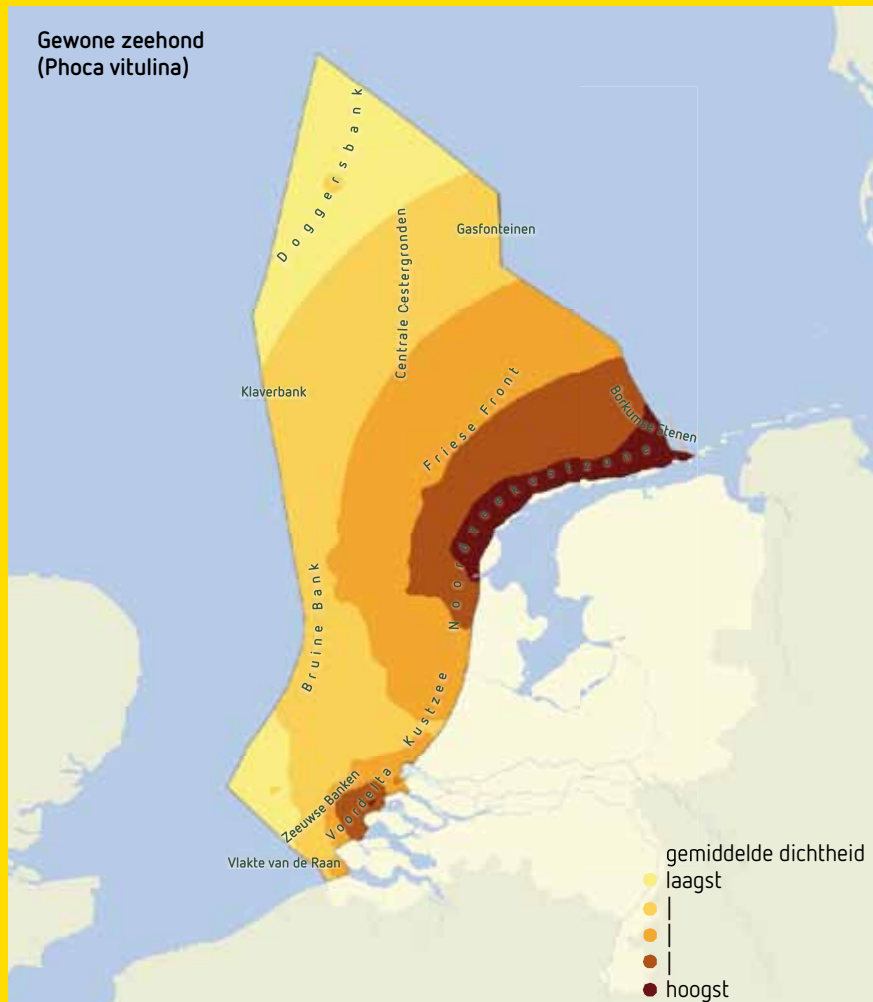 Gewone zeehond
(Phoca vitulina)
Doggersbank
Gasfonteinen
Centrale Oestergronden
Klaverbank
Friese Front
Borkumse Stenen
Noordzeekustzone
Bruine Bank
Noord
Kustzee
Zeeuwse Banken
Voordelta
Vlakte van de Raan
gemiddelde dichtheid
laagst
|
|
|
hoogst